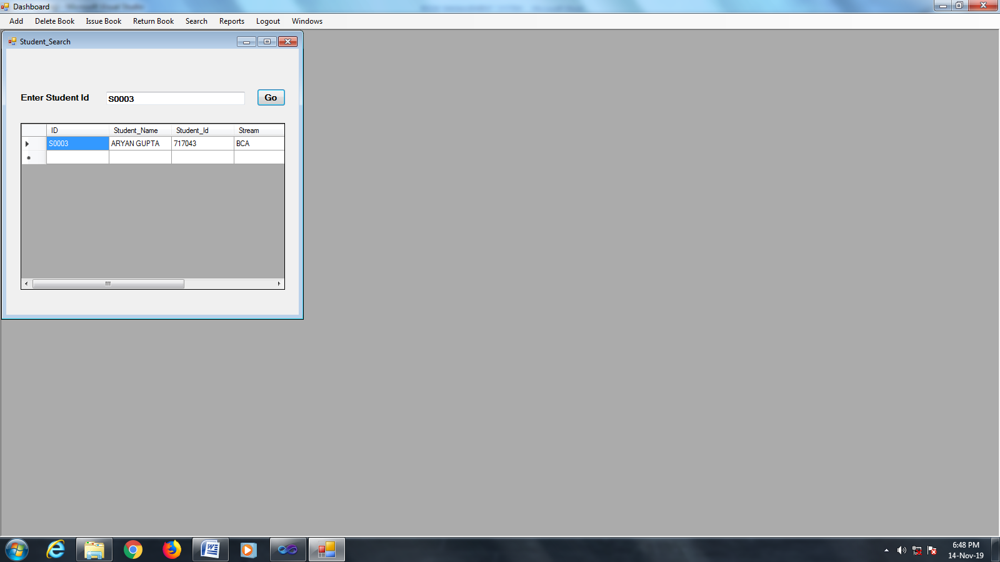 Dashboard
Add Delete Book Issue Book Return Book Search Reports Logout Windows
Student_Search
Enter Student Id S0003 Go
ID Student_Name Student_Id Stream
S0003 ARYAN GUPTA 717043 BCA
6:48 PM
14-Nov-19